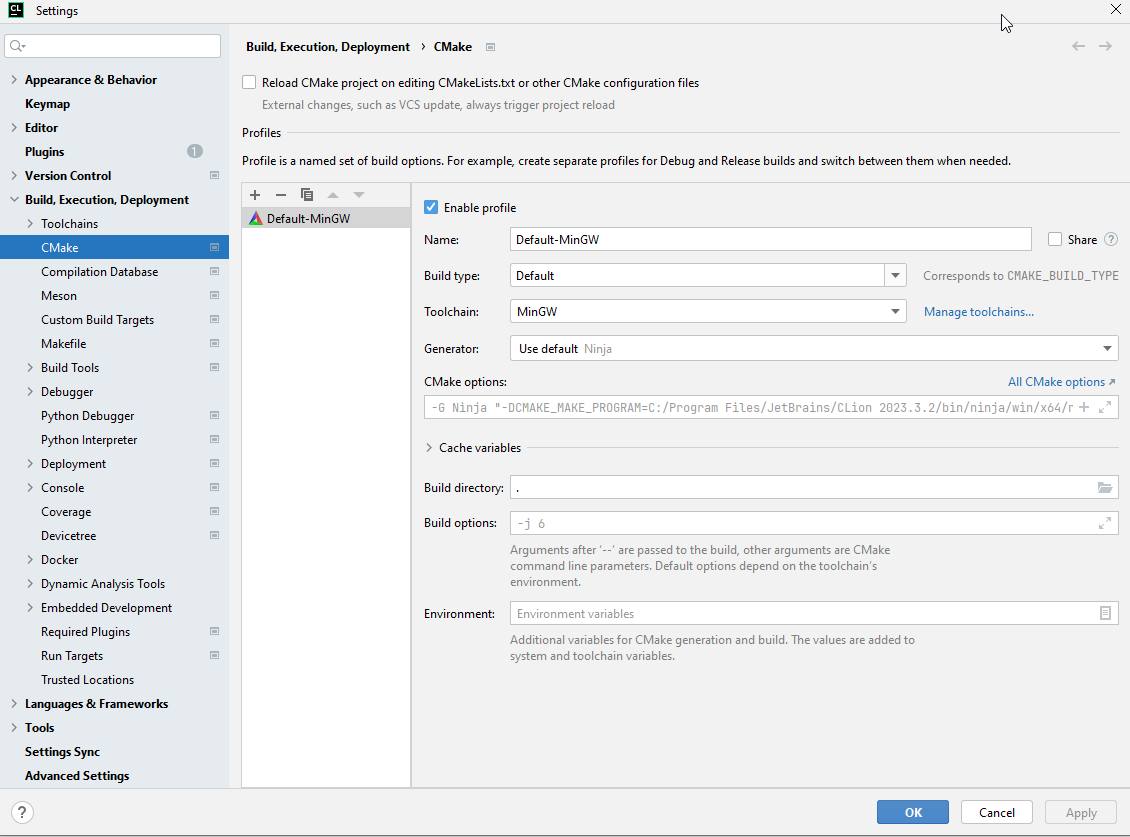 CL Settings
Appearance & Behavior
Keymap
Editor
Plugins 1
Version Control
Build, Execution, Deployment
Toolchains
CMake
Compilation Database
Meson
Custom Build Targets
Makefile
Build Tools
Debugger
Python Debugger
Python Interpreter
Deployment
Console
Coverage
Devicetree
Docker
Dynamic Analysis Tools
Embedded Development
Required Plugins
Run Targets
Trusted Locations
Languages & Frameworks
Tools
Settings Sync
Advanced Settings
Build, Execution, Deployment › CMake
Reload CMake project on editing CMakeLists.txt or other CMake configuration files
External changes, such as VCS update, always trigger project reload
Profiles
Profile is a named set of build options. For example, create separate profiles for Debug and Release builds and switch between them when needed.
Default-MinGW
Enable profile
Name: Default-MinGW Share ?
Build type: Default Corresponds to CMAKE_BUILD_TYPE
Toolchain: MinGW Manage toolchains...
Generator: Use default Ninja
CMake options: All CMake options ↗
-G Ninja "-DCMAKE_MAKE_PROGRAM=C:/Program Files/JetBrains/CLion 2023.3.2/bin/ninja/win/x64/
Cache variables
Build directory: .
Build options: -j 6
Arguments after '--' are passed to the build, other arguments are CMake
command line parameters. Default options depend on the toolchain's
environment.
Environment: Environment variables
Additional variables for CMake generation and build. The values are added to
system and toolchain variables.
? OK Cancel Apply